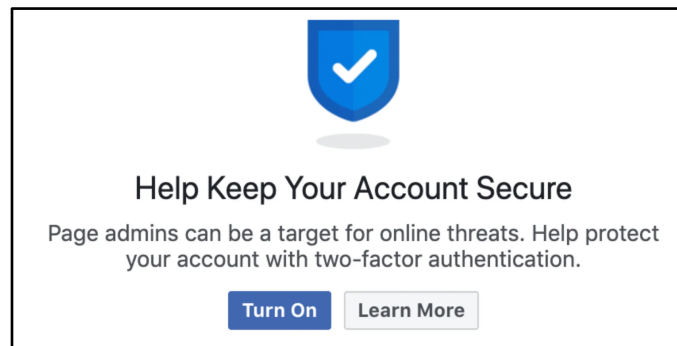 Help Keep Your Account Secure
Page admins can be a target for online threats. Help protect
your account with two-factor authentication.
Turn On Learn More